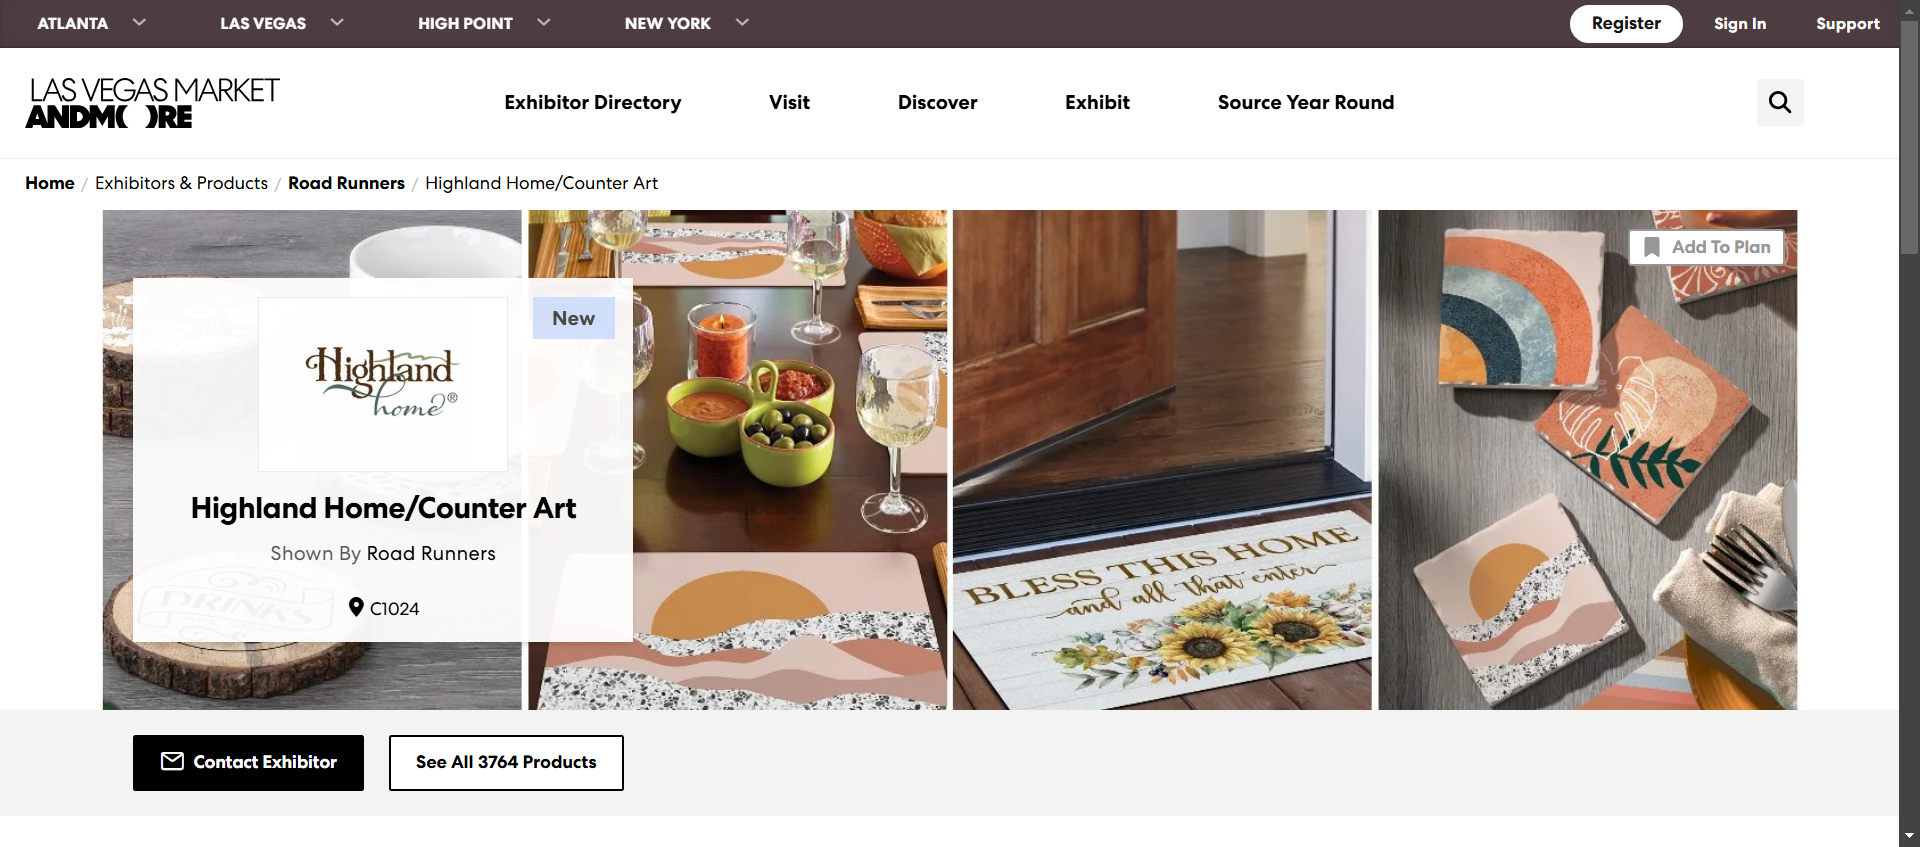 ATLANTA
LAS VEGAS
HIGH POINT
NEW YORK
Register
Sign In
Support
LAS VEGAS MARKET
ANDMORE
Exhibitor Directory
Visit
Discover
Exhibit
Source Year Round
Home / Exhibitors & Products / Road Runners / Highland Home/Counter Art
Add To Plan
New
Highland
home®
Highland Home/Counter Art
Shown By Road Runners
C1024
DRINKS
BLESS THIS HOME
and all that enter
Contact Exhibitor
See All 3764 Products